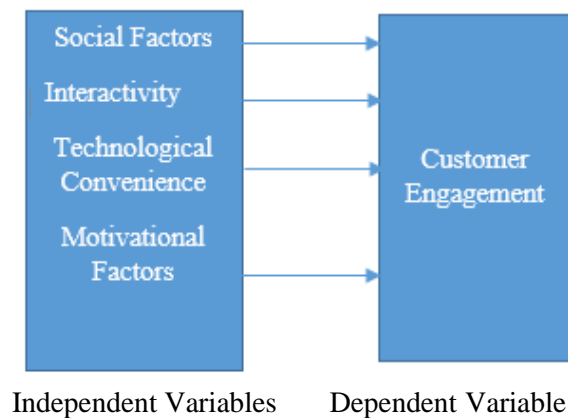 Social Factors
Interactivity
Technological
Convenience
Motivational
Factors
Customer
Engagement
Independent Variables
Dependent Variable